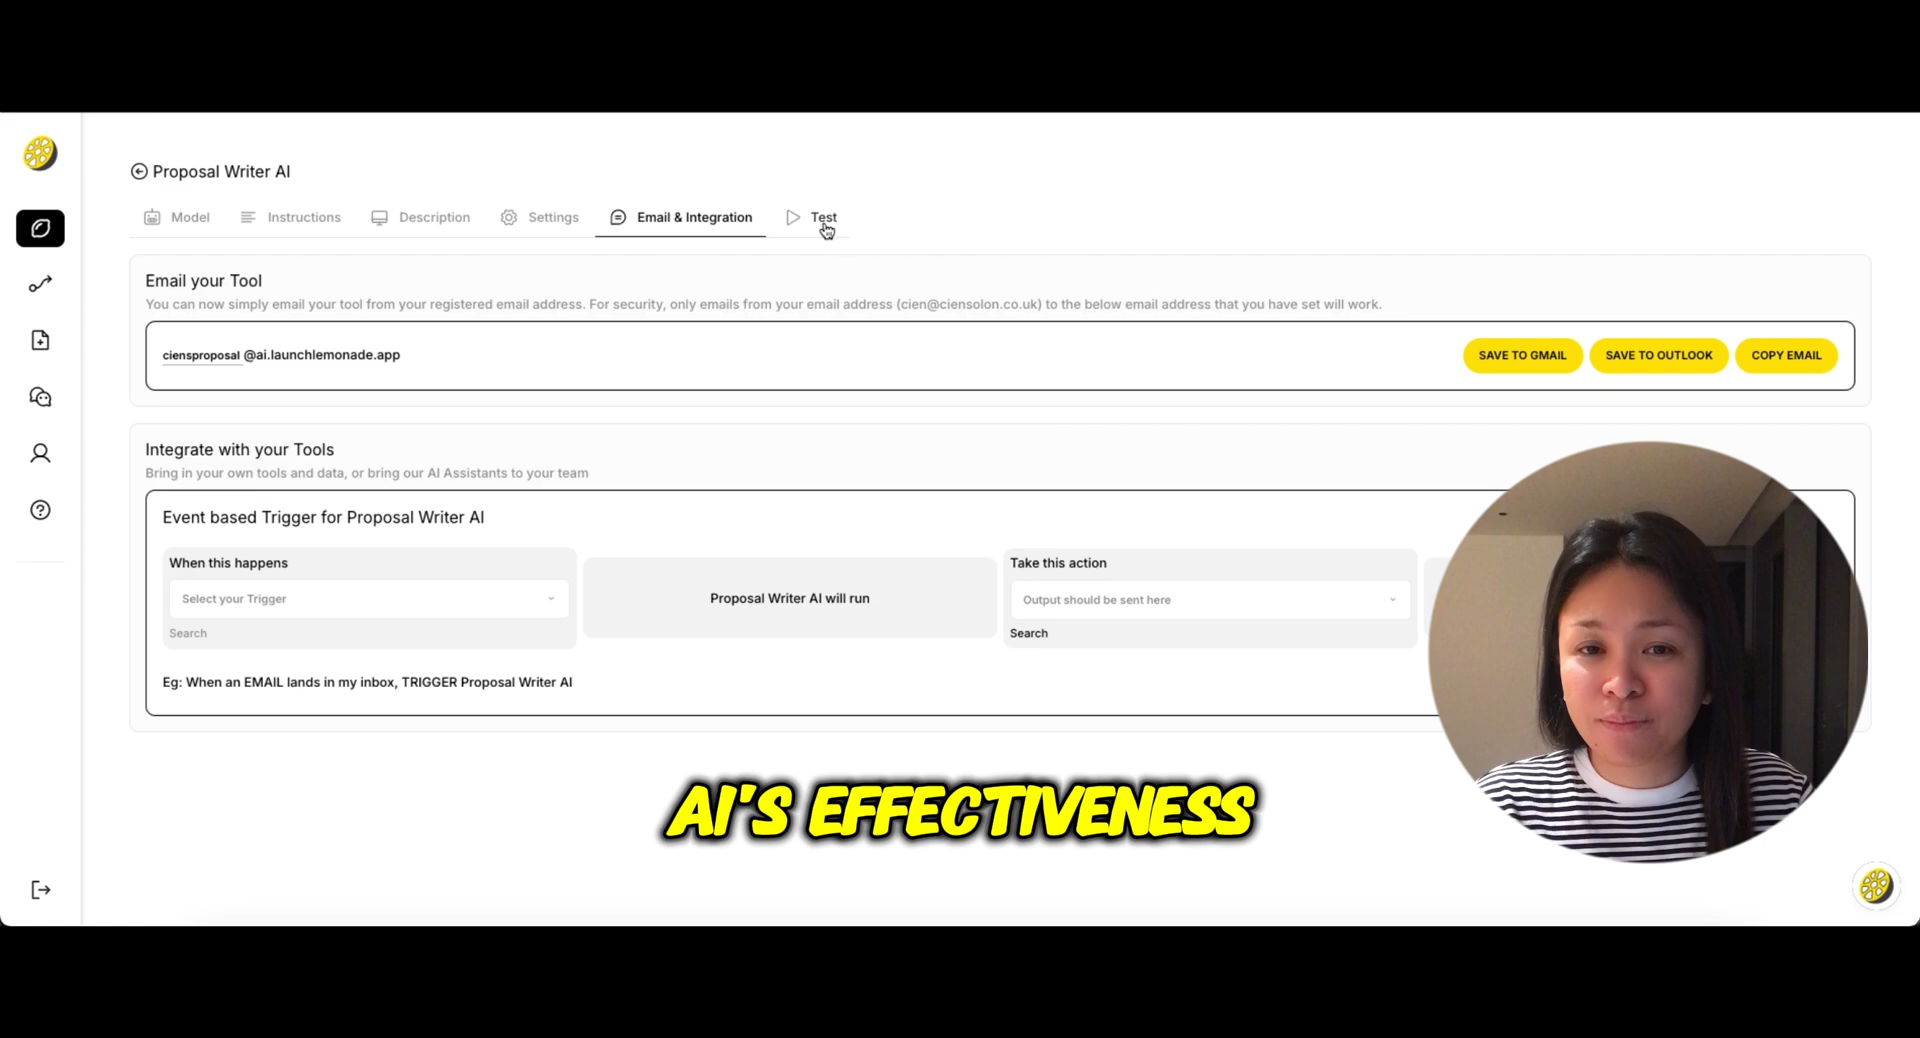 Proposal Writer AI
Model Instructions Description Settings Email & Integration Test
Email your Tool
You can now simply email your tool from your registered email address. For security, only emails from your email address (cien@ciensolon.co.uk) to the below email address that you have set will work.
ciensproposal @ai.launchlemonade.app
SAVE TO GMAIL SAVE TO OUTLOOK COPY EMAIL
Integrate with your Tools
Bring in your own tools and data, or bring our AI Assistants to your team
Event based Trigger for Proposal Writer AI
When this happens
Select your Trigger
Search
Proposal Writer AI will run
Take this action
Output should be sent here
Search
Eg: When an EMAIL lands in my inbox, TRIGGER Proposal Writer AI
AI'S EFFECTIVENESS